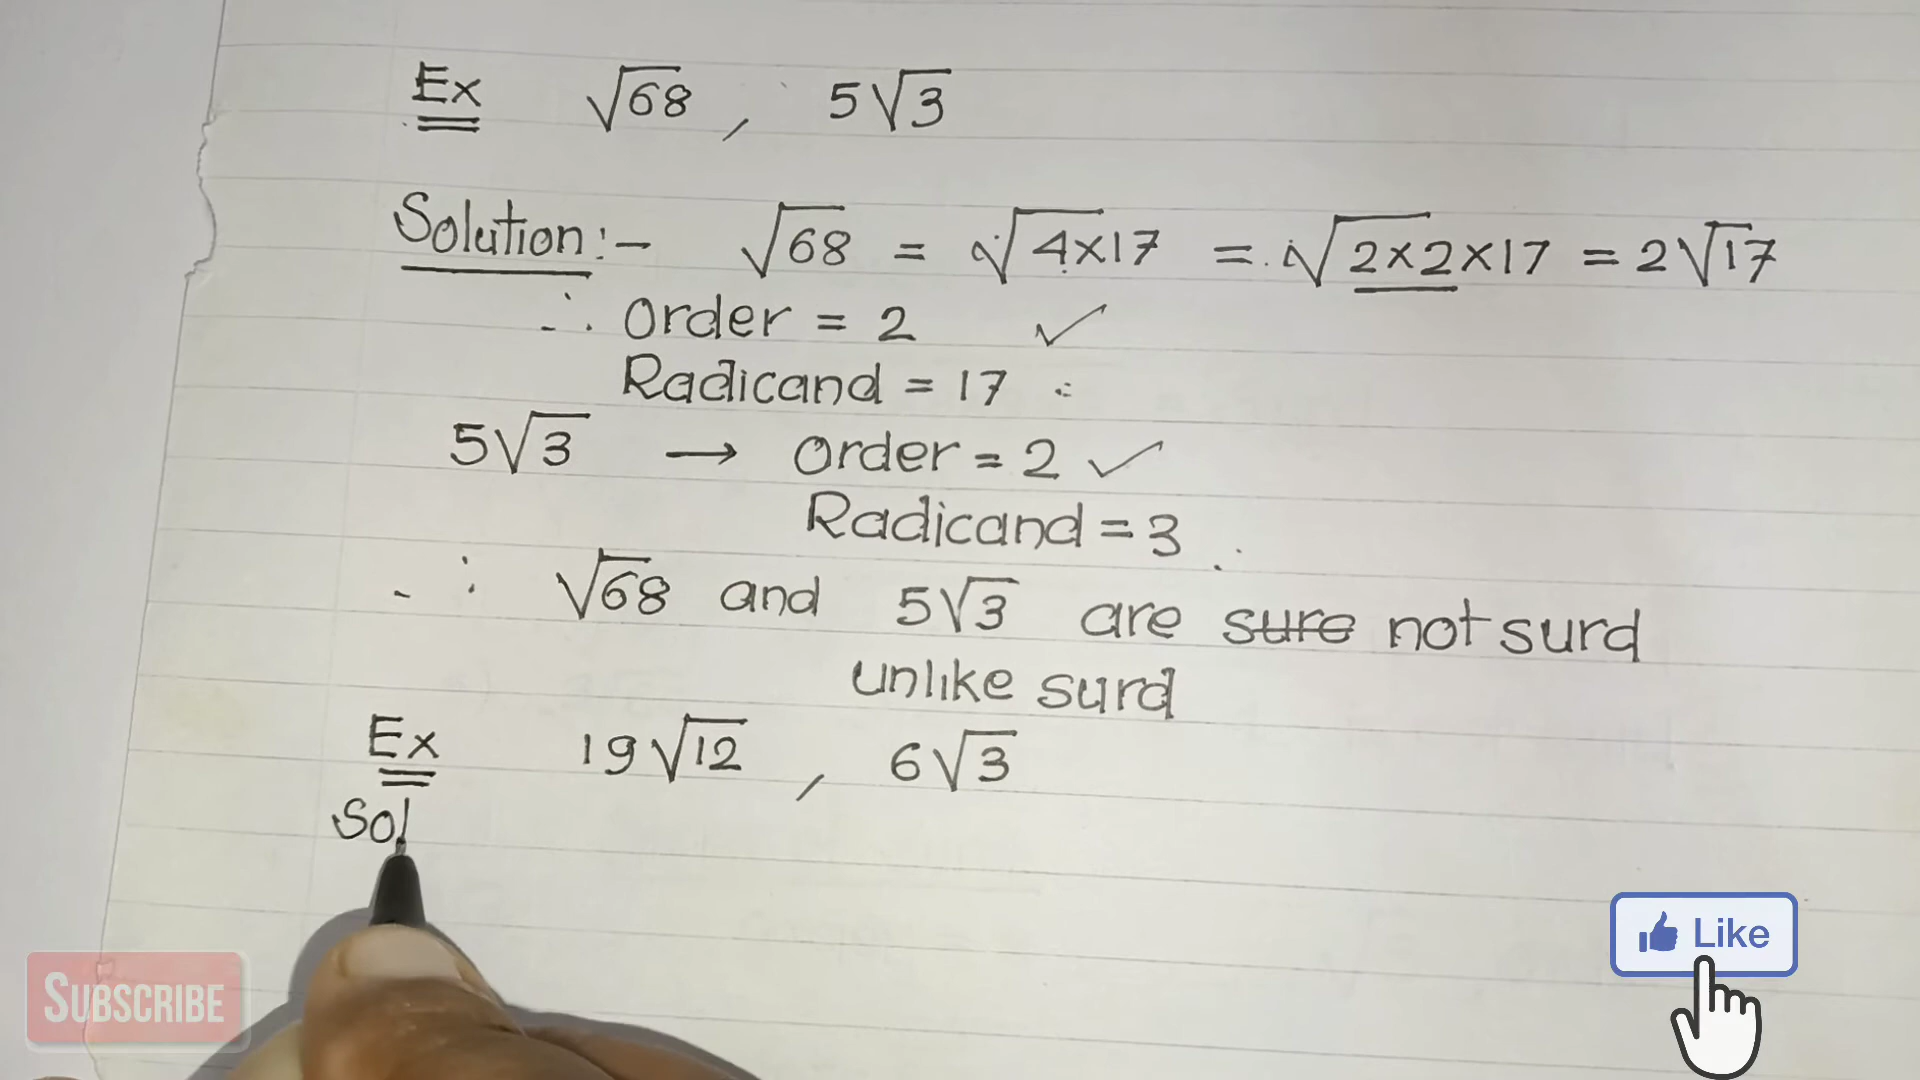 Ex √68 , 5√3
Solution:- √68 = √4×17 = √2×2×17 = 2√17
∴ Order = 2 ✓
Radicand = 17
5√3 → Order = 2 ✓
Radicand = 3
∴ √68 and 5√3 are sure not surd
unlike surd
Ex 19√12 , 6√3
Sol
Like
SUBSCRIBE